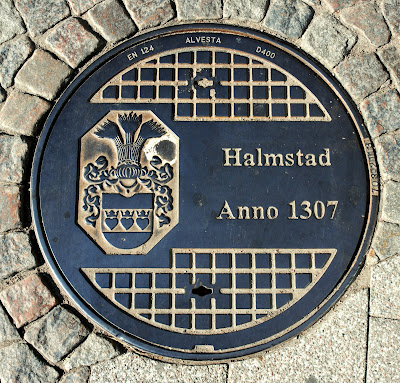 EN 124 ALVESTA D400
Halmstad
Anno 1307